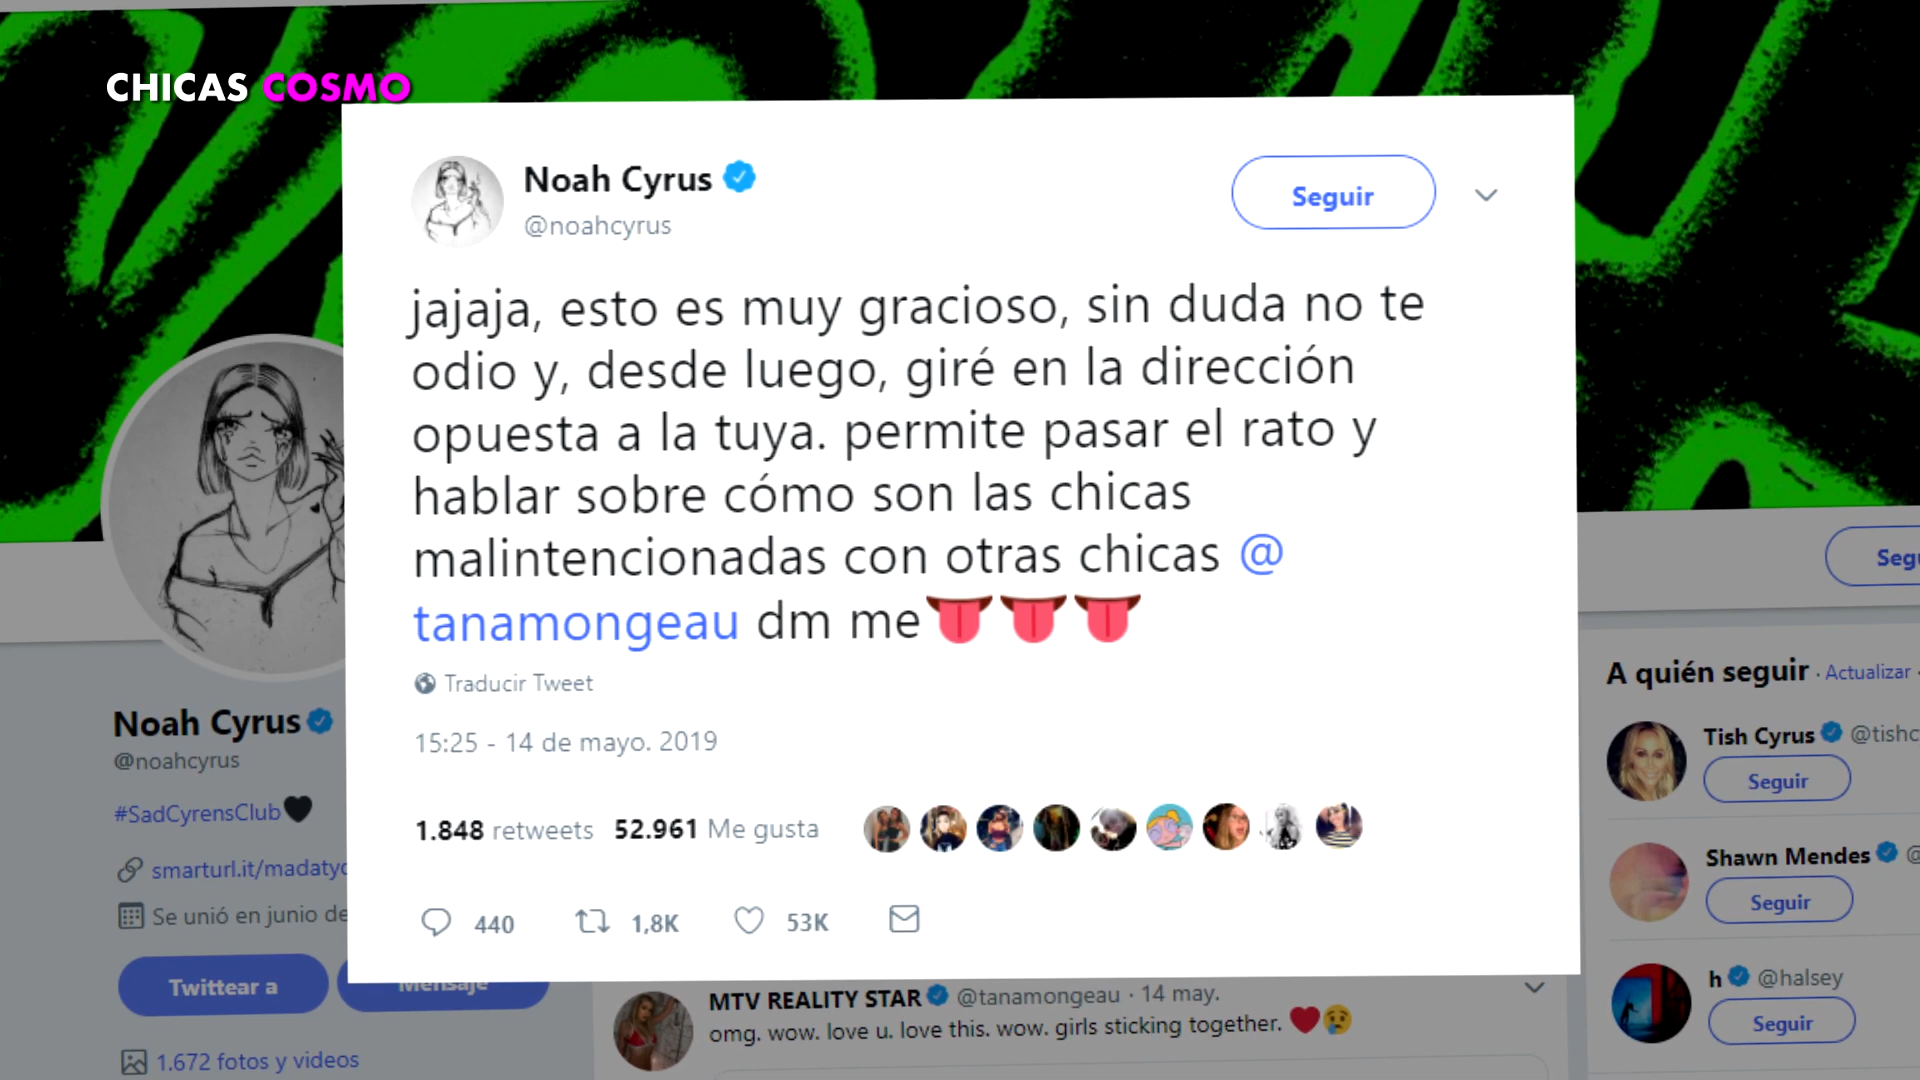 CHICAS COSMO
Noah Cyrus
@noahcyrus
Seguir
jajaja, esto es muy gracioso, sin duda no te
odio y, desde luego, giré en la dirección
opuesta a la tuya. permite pasar el rato y
hablar sobre cómo son las chicas
malintencionadas con otras chicas @
tanamongeau dm me
Traducir Tweet
15:25 - 14 de mayo. 2019
1.848 retweets 52.961 Me gusta
440 1,8K 53K
Noah Cyrus
@noahcyrus
#SadCyrensClub
smarturl.it/madatyo
Se unió en junio de
Twittear a
Mensaje
1.672 fotos y videos
MTV REALITY STAR @tanamongeau · 14 may.
omg. wow. love u. love this. wow. girls sticking together.
Segu
A quién seguir · Actualizar ·
Tish Cyrus @tishc
Seguir
Shawn Mendes @
Seguir
h @halsey
Seguir